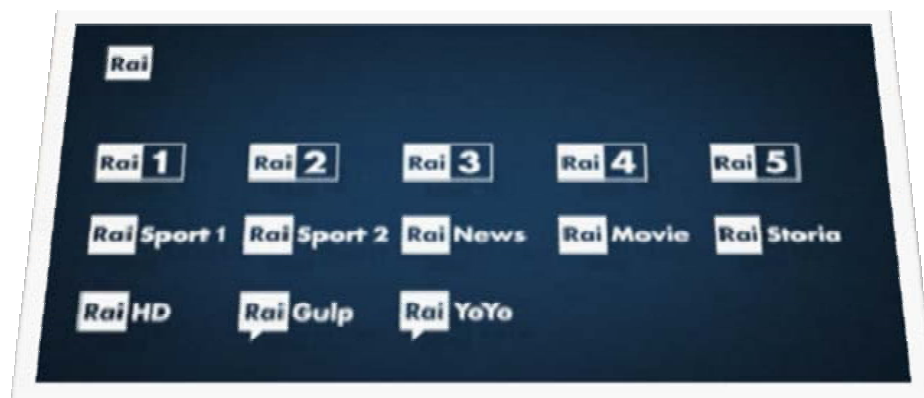 Rai
Rai 1 Rai 2 Rai 3 Rai 4 Rai 5
Rai Sport 1 Rai Sport 2 Rai News Rai Movie Rai Storia
Rai HD Rai Gulp Rai YoYo